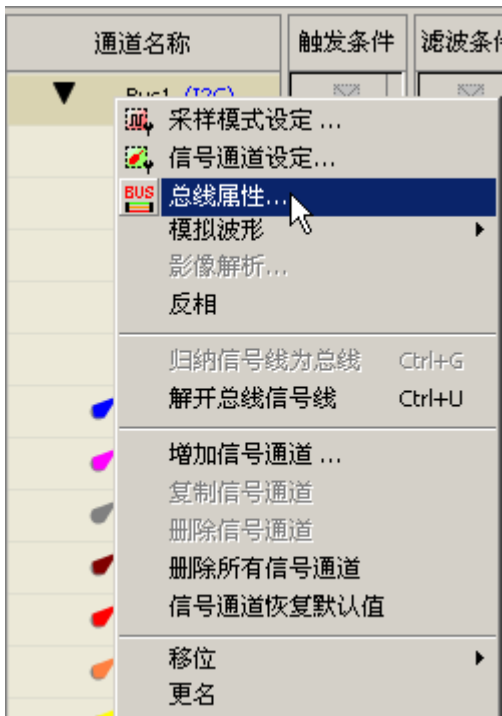 通道名称 触发条件 滤波条
Bus1 (I2C)
采样模式设定 ...
信号通道设定...
BUS 总线属性...
模拟波形
影像解析...
反相
归纳信号线为总线 Ctrl+G
解开总线信号线 Ctrl+U
增加信号通道 ...
复制信号通道
删除信号通道
删除所有信号通道
信号通道恢复默认值
移位
更名